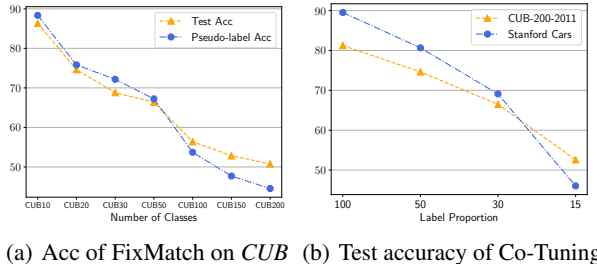 90
80
70
60
50
Test Acc
Pseudo-label Acc
CUB10 CUB20 CUB30 CUB50 CUB100 CUB150 CUB200
Number of Classes
90
80
70
60
50
CUB-200-2011
Stanford Cars
100 50 30 15
Label Proportion
(a) Acc of FixMatch on CUB (b) Test accuracy of Co-Tuning